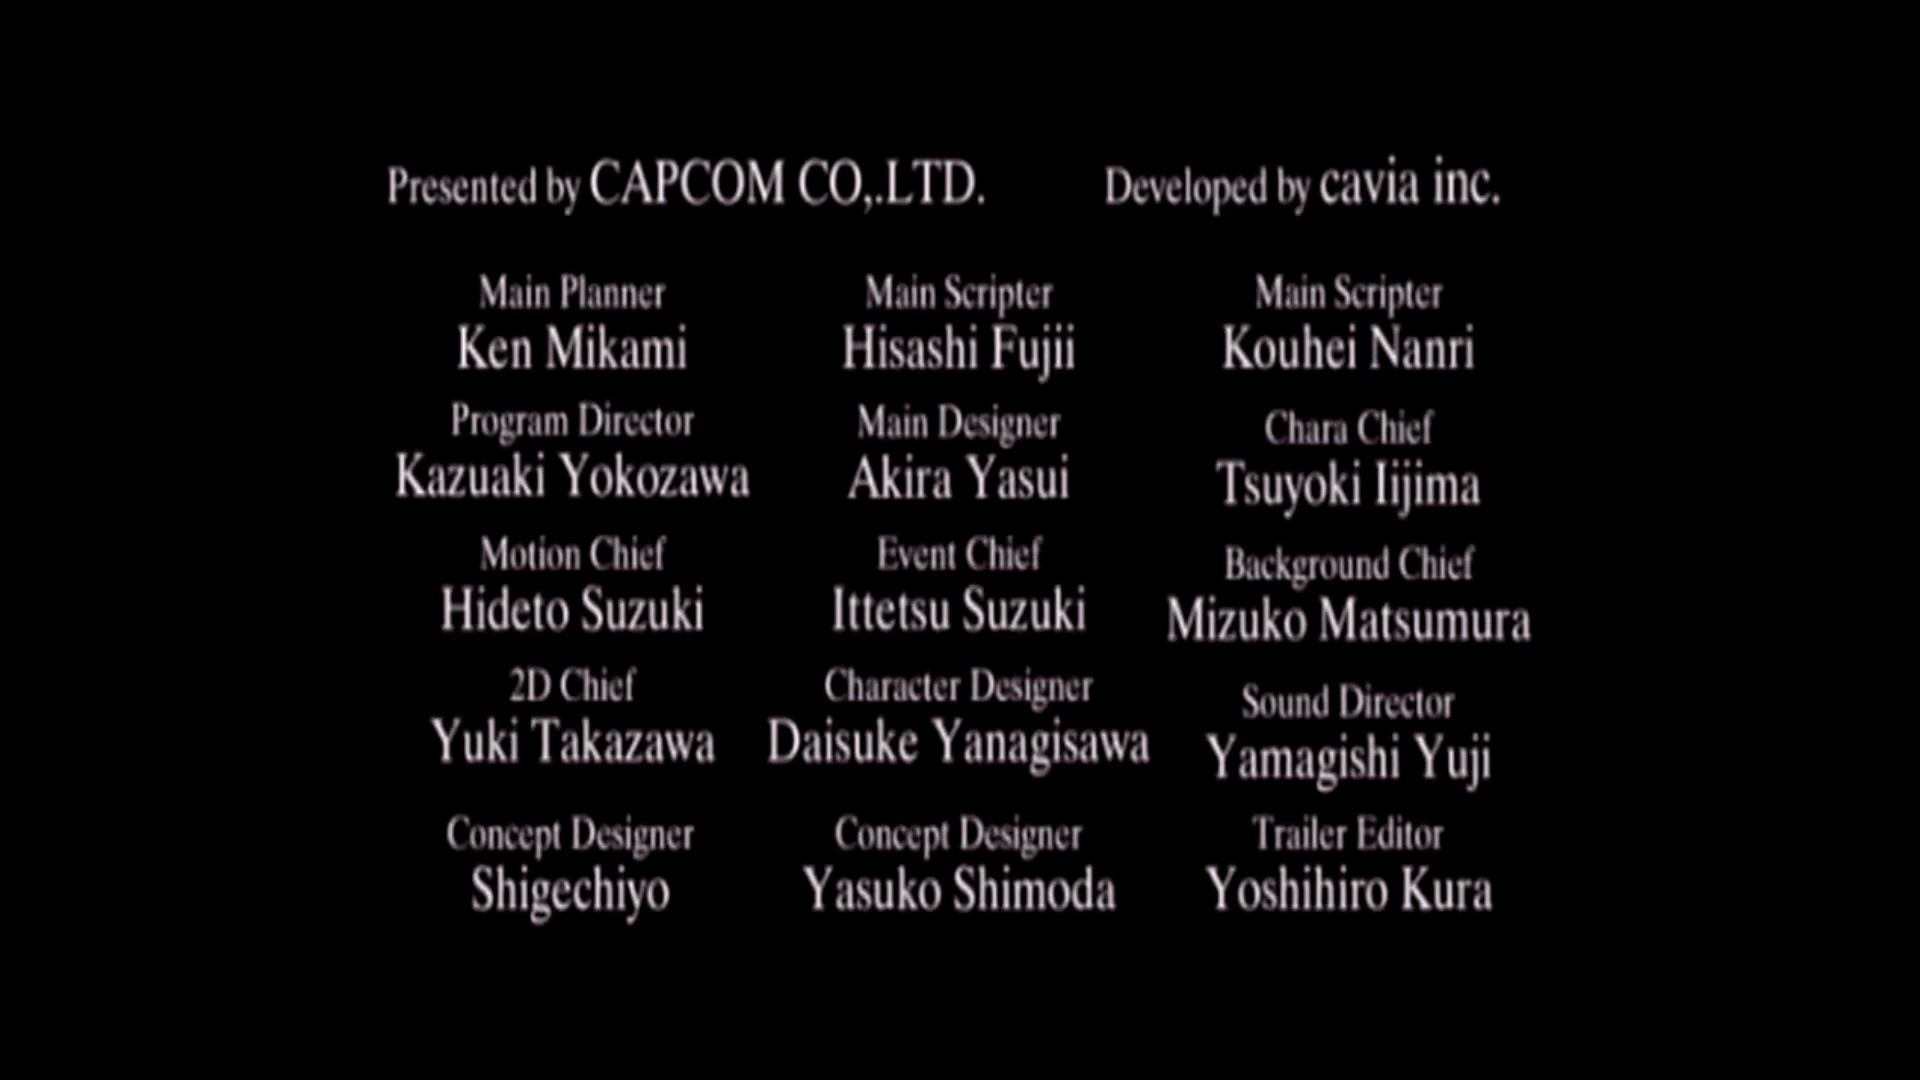 Presented by CAPCOM CO,.LTD.
Developed by cavia inc.
Main Planner
Ken Mikami
Main Scripter
Hisashi Fujii
Main Scripter
Kouhei Nanri
Program Director
Kazuaki Yokozawa
Main Designer
Akira Yasui
Chara Chief
Tsuyoki Iijima
Motion Chief
Hideto Suzuki
Event Chief
Ittetsu Suzuki
Background Chief
Mizuko Matsumura
2D Chief
Yuki Takazawa
Character Designer
Daisuke Yanagisawa
Sound Director
Yamagishi Yuji
Concept Designer
Shigechiyo
Concept Designer
Yasuko Shimoda
Trailer Editor
Yoshihiro Kura